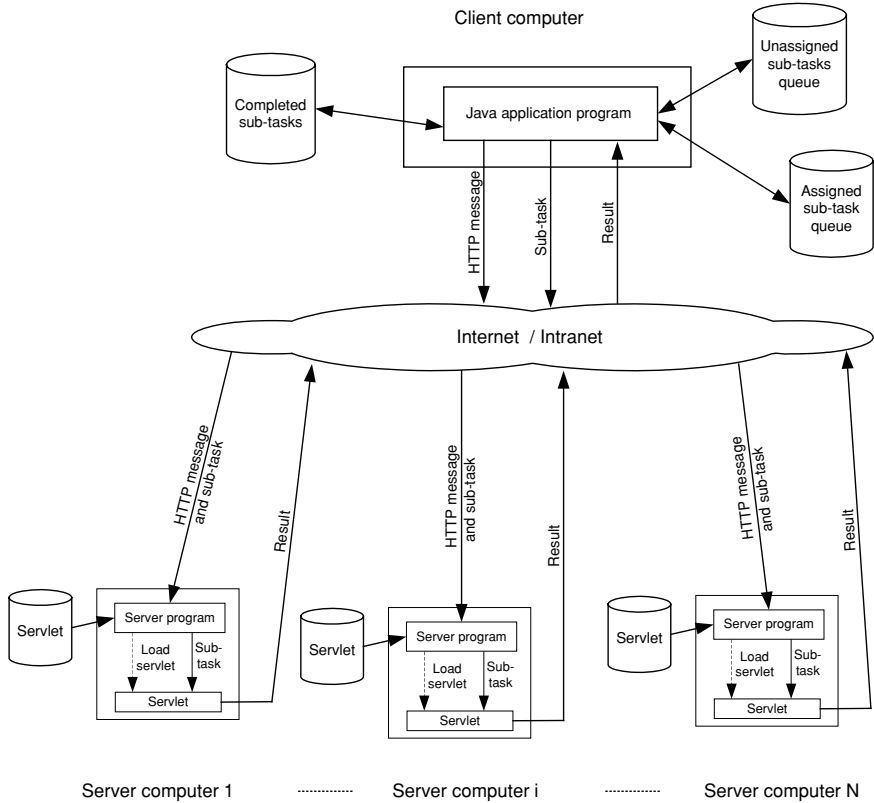 Client computer
Unassigned
sub-tasks
queue
Completed
sub-tasks
Java application program
Assigned
sub-task
queue
HTTP message
Sub-task
Result
Internet / Intranet
HTTP message
and sub-task
Result
HTTP message
and sub-task
Result
HTTP message
and sub-task
Result
Servlet
Server program
Load
servlet
Sub-
task
Servlet
Servlet
Server program
Load
servlet
Sub-
task
Servlet
Servlet
Server program
Load
servlet
Sub-
task
Servlet
Server computer 1
Server computer i
Server computer N